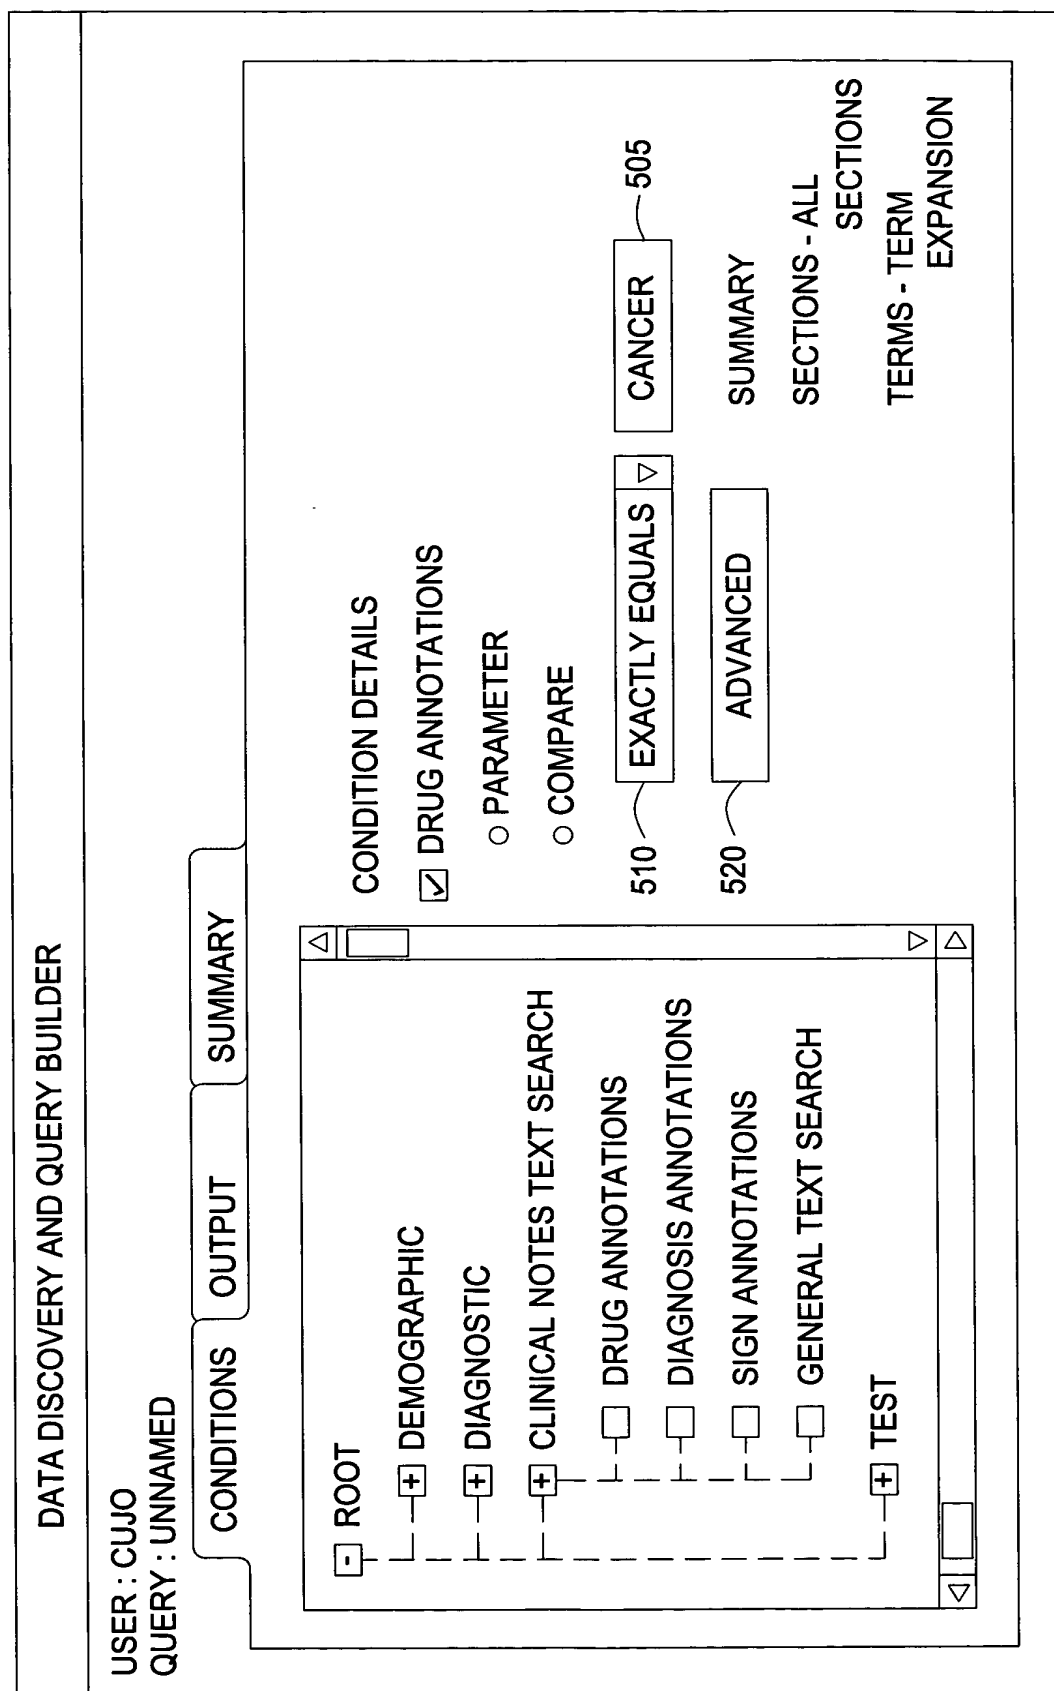 DATA DISCOVERY AND QUERY BUILDER
USER : CUJO
QUERY : UNNAMED
CONDITIONS
OUTPUT
SUMMARY
ROOT
DEMOGRAPHIC
DIAGNOSTIC
CLINICAL NOTES TEXT SEARCH
DRUG ANNOTATIONS
DIAGNOSIS ANNOTATIONS
SIGN ANNOTATIONS
GENERAL TEXT SEARCH
TEST
CONDITION DETAILS
DRUG ANNOTATIONS
PARAMETER
COMPARE
510
EXACTLY EQUALS
CANCER
505
520
ADVANCED
SUMMARY
SECTIONS - ALL
SECTIONS
TERMS - TERM
EXPANSION